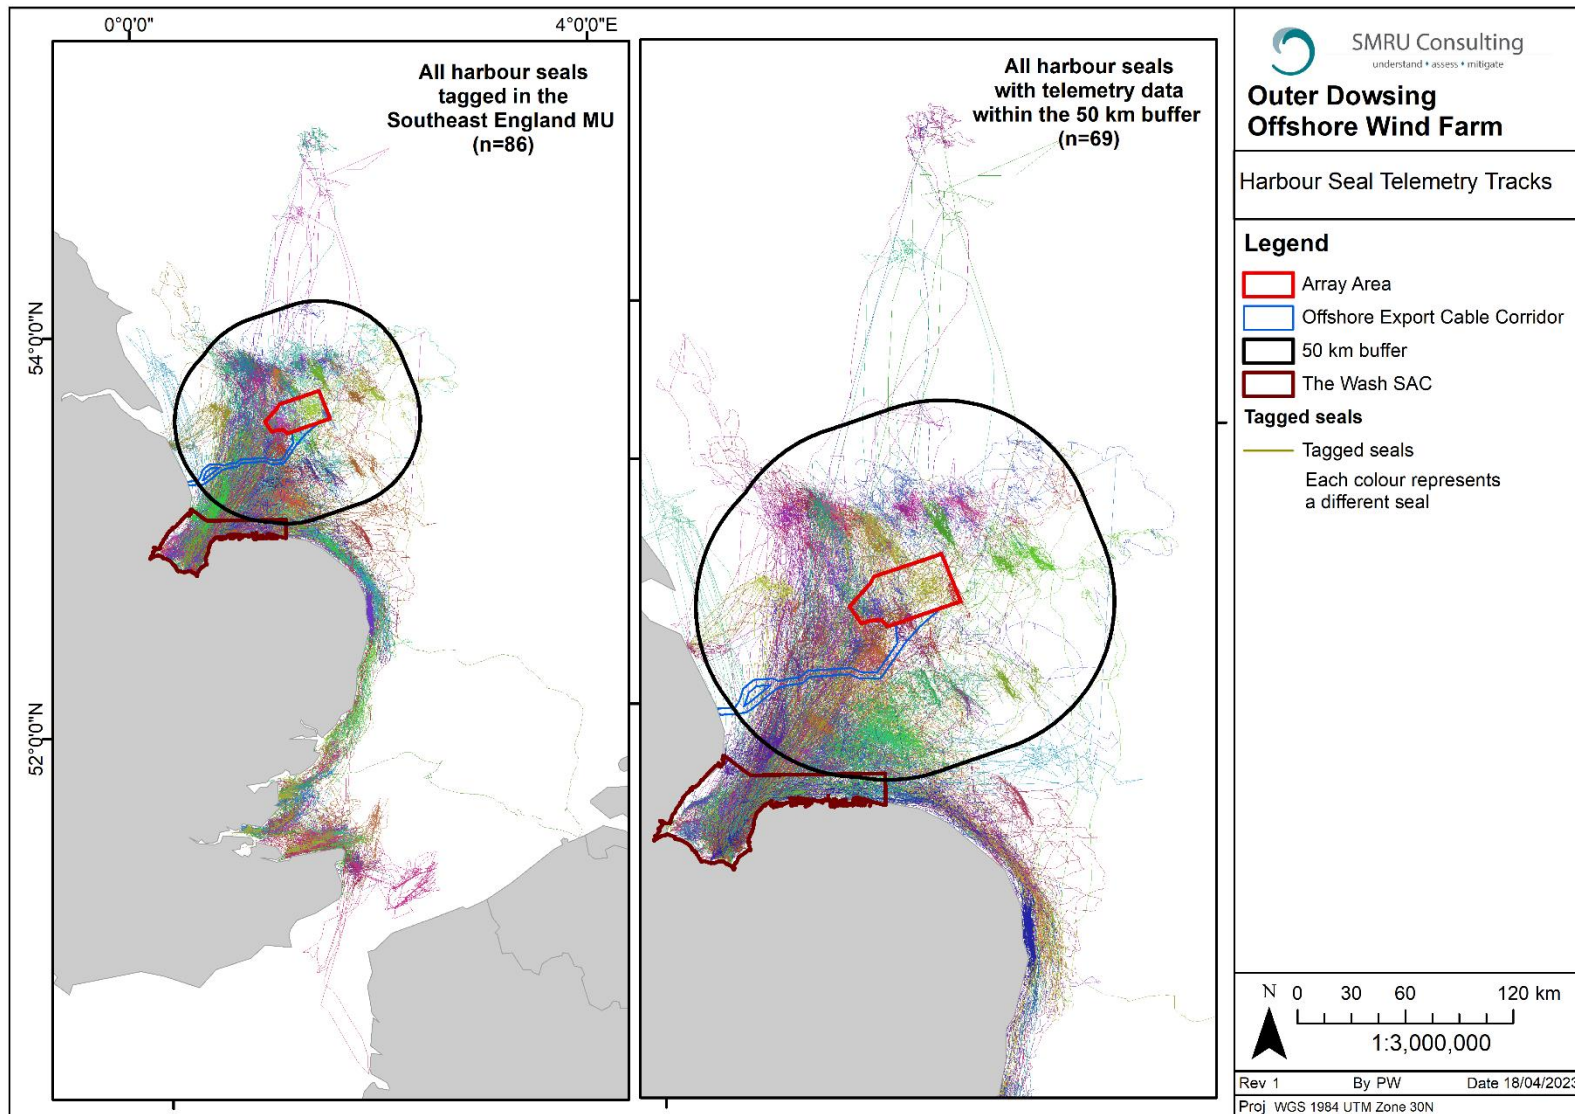 0°0'0"
4°0'0"E
54°0'0"N
52°0'0"N
All harbour seals
tagged in the
Southeast England MU
(n=86)
All harbour seals
with telemetry data
within the 50 km buffer
(n=69)
SMRU Consulting
understand • assess • mitigate
Outer Dowsing
Offshore Wind Farm
Harbour Seal Telemetry Tracks
Legend
Array Area
Offshore Export Cable Corridor
50 km buffer
The Wash SAC
Tagged seals
Tagged seals
Each colour represents
a different seal
N 0 30 60 120 km
1:3,000,000
Rev 1 By PW Date 18/04/2023
Proj WGS 1984 UTM Zone 30N